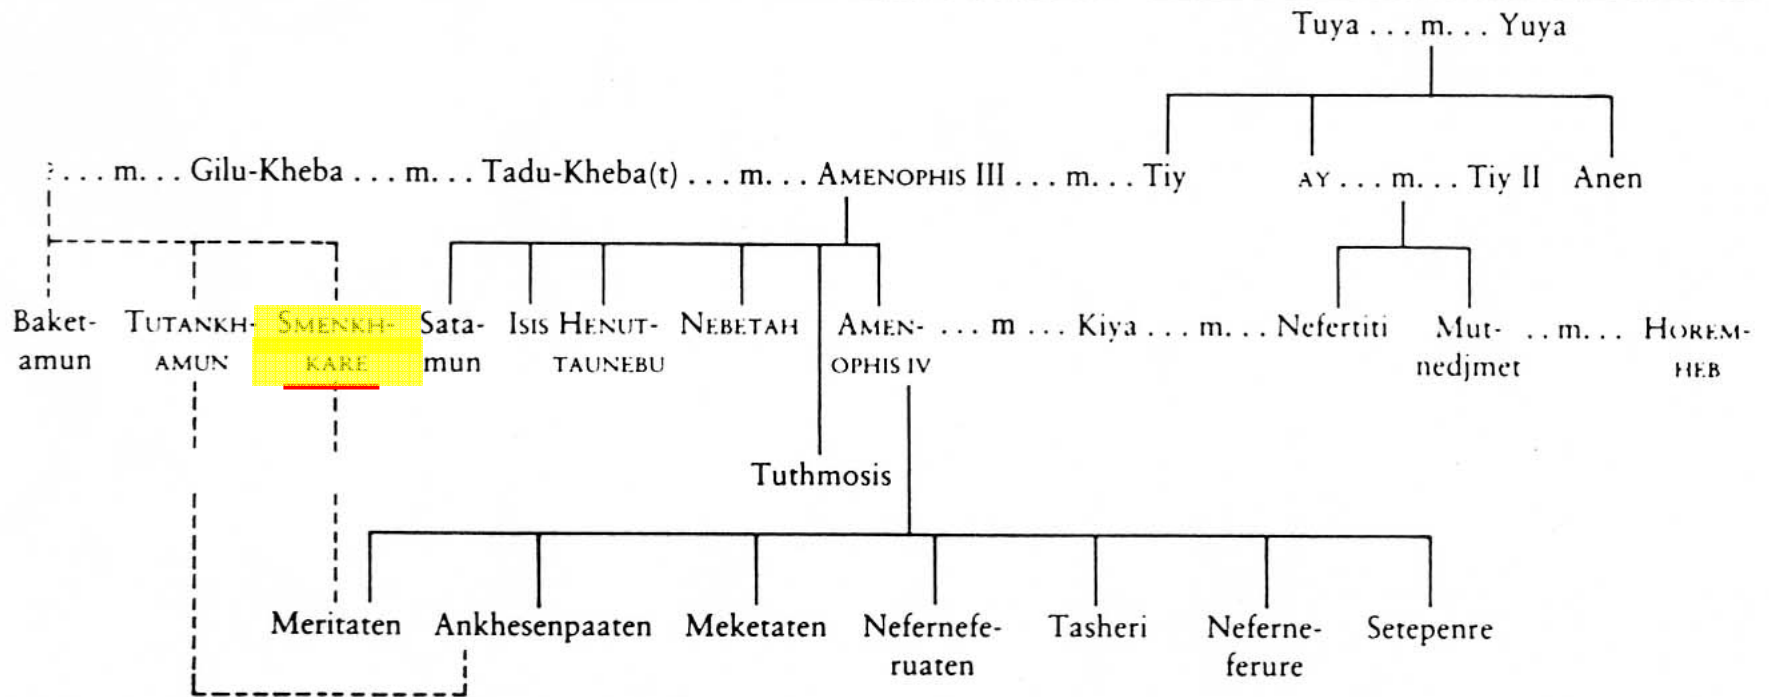 Tuya . . . m. . . Yuya
? . . . m. . . Gilu-Kheba . . . m. . . Tadu-Kheba(t) . . . m. . . AMENOPHIS III . . . m. . . Tiy AY . . . m. . . Tiy II Anen
Baket- TUTANKH- SMENKH- Sata- ISIS HENUT- NEBETAH AMEN- . . . m . . . Kiya . . . m. . . Nefertiti Mut- . . m. . . HOREM-
amun AMUN KARE mun TAUNEBU OPHIS IV nedjmet HEB
Tuthmosis
Meritaten Ankhesenpaaten Meketaten Nefernefe- Tasheri Neferne- Setepenre
ruaten ferure